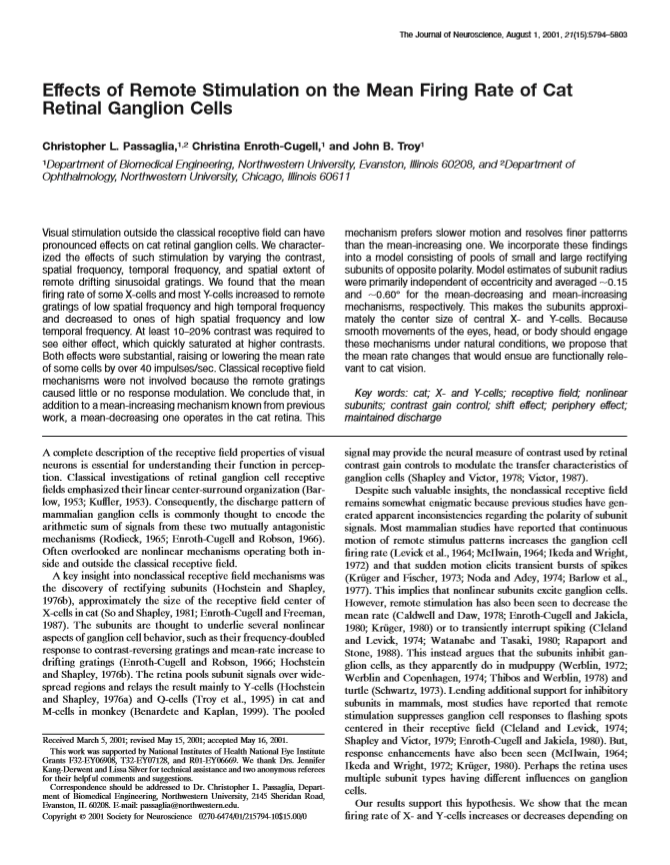 The Journal of Neuroscience, August 1, 2001, 21(15):5794–5803
Effects of Remote Stimulation on the Mean Firing Rate of Cat
Retinal Ganglion Cells
Christopher L. Passaglia,1,2 Christina Enroth-Cugell,1 and John B. Troy1
1Department of Biomedical Engineering, Northwestern University, Evanston, Illinois 60208, and 2Department of
Ophthalmology, Northwestern University, Chicago, Illinois 60611
Visual stimulation outside the classical receptive field can have
pronounced effects on cat retinal ganglion cells. We character-
ized the effects of such stimulation by varying the contrast,
spatial frequency, temporal frequency, and spatial extent of
remote drifting sinusoidal gratings. We found that the mean
firing rate of some X-cells and most Y-cells increased to remote
gratings of low spatial frequency and high temporal frequency
and decreased to ones of high spatial frequency and low
temporal frequency. At least 10–20% contrast was required to
see either effect, which quickly saturated at higher contrasts.
Both effects were substantial, raising or lowering the mean rate
of some cells by over 40 impulses/sec. Classical receptive field
mechanisms were not involved because the remote gratings
caused little or no response modulation. We conclude that, in
addition to a mean-increasing mechanism known from previous
work, a mean-decreasing one operates in the cat retina. This
mechanism prefers slower motion and resolves finer patterns
than the mean-increasing one. We incorporate these findings
into a model consisting of pools of small and large rectifying
subunits of opposite polarity. Model estimates of subunit radius
were primarily independent of eccentricity and averaged ~0.15
and ~0.60° for the mean-decreasing and mean-increasing
mechanisms, respectively. This makes the subunits approxi-
mately the center size of central X- and Y-cells. Because
smooth movements of the eyes, head, or body should engage
these mechanisms under natural conditions, we propose that
the mean rate changes that would ensue are functionally rele-
vant to cat vision.
Key words: cat; X- and Y-cells; receptive field; nonlinear
subunits; contrast gain control; shift effect; periphery effect;
maintained discharge
A complete description of the receptive field properties of visual
neurons is essential for understanding their function in percep-
tion. Classical investigations of retinal ganglion cell receptive
fields emphasized their linear center-surround organization (Bar-
low, 1953; Kuffler, 1953). Consequently, the discharge pattern of
mammalian ganglion cells is commonly thought to encode the
arithmetic sum of signals from these two mutually antagonistic
mechanisms (Rodieck, 1965; Enroth-Cugell and Robson, 1966).
Often overlooked are nonlinear mechanisms operating both in-
side and outside the classical receptive field.
A key insight into nonclassical receptive field mechanisms was
the discovery of rectifying subunits (Hochstein and Shapley,
1976b), approximately the size of the receptive field center of
X-cells in cat (So and Shapley, 1981; Enroth-Cugell and Freeman,
1987). The subunits are thought to underlie several nonlinear
aspects of ganglion cell behavior, such as their frequency-doubled
response to contrast-reversing gratings and mean-rate increase to
drifting gratings (Enroth-Cugell and Robson, 1966; Hochstein
and Shapley, 1976b). The retina pools subunit signals over wide-
spread regions and relays the result mainly to Y-cells (Hochstein
and Shapley, 1976a) and Q-cells (Troy et al., 1995) in cat and
M-cells in monkey (Benardete and Kaplan, 1999). The pooled
Received March 5, 2001; revised May 15, 2001; accepted May 16, 2001.
This work was supported by National Institutes of Health National Eye Institute
Grants F32-EY06908, T32-EY07128, and R01-EY06669. We thank Drs. Jennifer
Kang-Derwent and Lissa Silver for technical assistance and two anonymous referees
for their helpful comments and suggestions.
Correspondence should be addressed to Dr. Christopher L. Passaglia, Depart-
ment of Biomedical Engineering, Northwestern University, 2145 Sheridan Road,
Evanston, IL 60208. E-mail: passaglia@northwestern.edu.
Copyright © 2001 Society for Neuroscience 0270-6474/01/215794-10$15.00/0
signal may provide the neural measure of contrast used by retinal
contrast gain controls to modulate the transfer characteristics of
ganglion cells (Shapley and Victor, 1978; Victor, 1987).
Despite such valuable insights, the nonclassical receptive field
remains somewhat enigmatic because previous studies have gen-
erated apparent inconsistencies regarding the polarity of subunit
signals. Most mammalian studies have reported that continuous
motion of remote stimulus patterns increases the ganglion cell
firing rate (Levick et al., 1964; McIlwain, 1964; Ikeda and Wright,
1972) and that sudden motion elicits transient bursts of spikes
(Krüger and Fischer, 1973; Noda and Adey, 1974; Barlow et al.,
1977). This implies that nonlinear subunits excite ganglion cells.
However, remote stimulation has also been seen to decrease the
mean rate (Caldwell and Daw, 1978; Enroth-Cugell and Jakiela,
1980; Krüger, 1980) or to transiently interrupt spiking (Cleland
and Levick, 1974; Watanabe and Tasaki, 1980; Rapaport and
Stone, 1988). This instead argues that the subunits inhibit gan-
glion cells, as they apparently do in mudpuppy (Werblin, 1972;
Werblin and Copenhagen, 1974; Thibos and Werblin, 1978) and
turtle (Schwartz, 1973). Lending additional support for inhibitory
subunits in mammals, most studies have reported that remote
stimulation suppresses ganglion cell responses to flashing spots
centered in their receptive field (Cleland and Levick, 1974;
Shapley and Victor, 1979; Enroth-Cugell and Jakiela, 1980). But,
response enhancements have also been seen (McIlwain, 1964;
Ikeda and Wright, 1972; Krüger, 1980). Perhaps the retina uses
multiple subunit types having different influences on ganglion
cells.
Our results support this hypothesis. We show that the mean
firing rate of X- and Y-cells increases or decreases depending on